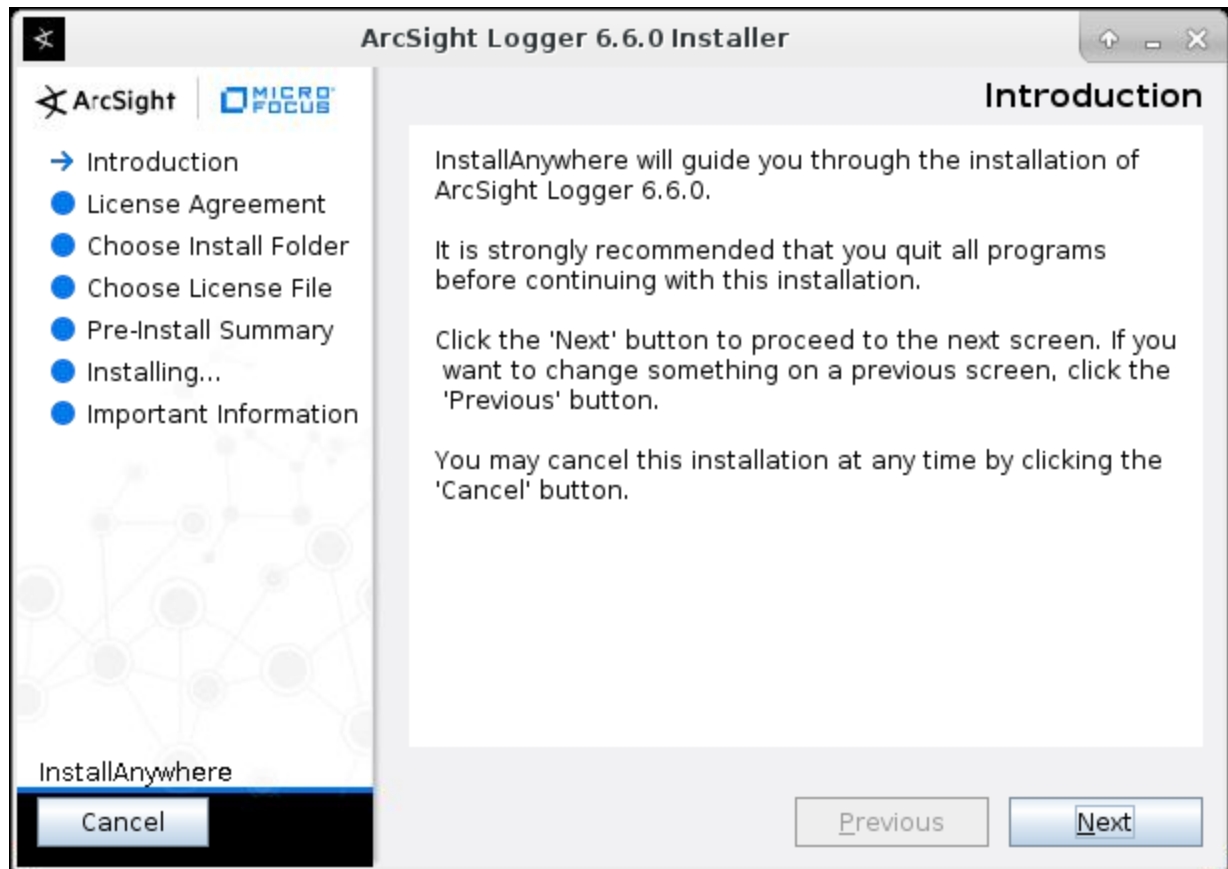 ArcSight Logger 6.6.0 Installer
ArcSight
MICRO FOCUS
Introduction
Introduction
License Agreement
Choose Install Folder
Choose License File
Pre-Install Summary
Installing...
Important Information
InstallAnywhere will guide you through the installation of
ArcSight Logger 6.6.0.
It is strongly recommended that you quit all programs
before continuing with this installation.
Click the 'Next' button to proceed to the next screen. If you
want to change something on a previous screen, click the
'Previous' button.
You may cancel this installation at any time by clicking the
'Cancel' button.
InstallAnywhere
Cancel
Previous
Next